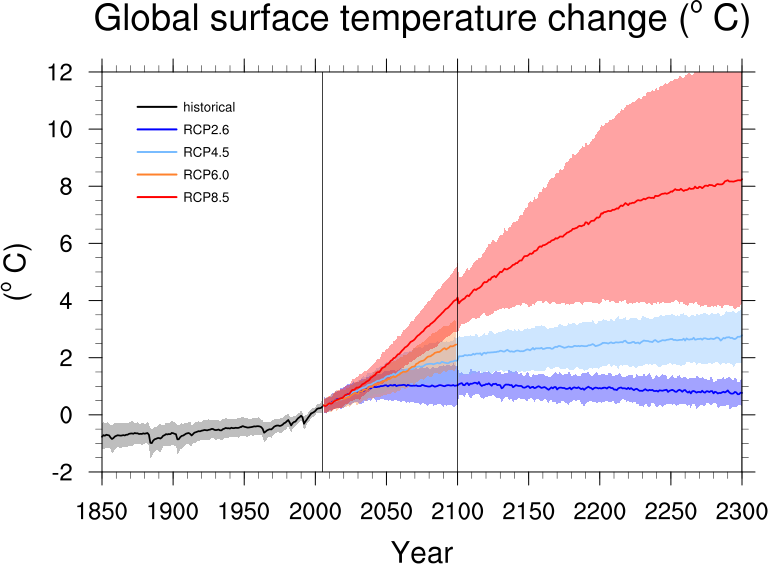 Global surface temperature change (° C)
12
10
8
6
4
2
0
-2
(° C)
historical
RCP2.6
RCP4.5
RCP6.0
RCP8.5
1850 1900 1950 2000 2050 2100 2150 2200 2250 2300
Year